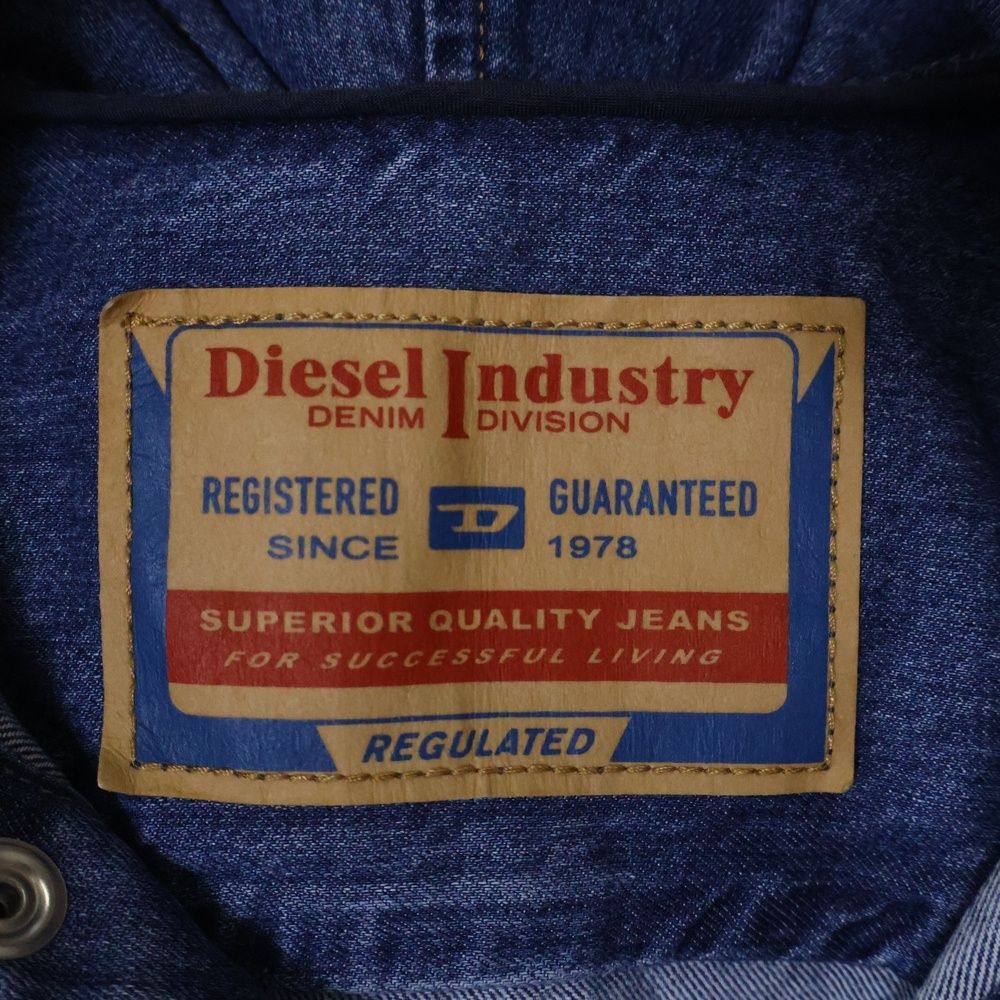 Diesel Industry
DENIM DIVISION
REGISTERED D GUARANTEED
SINCE 1978
SUPERIOR QUALITY JEANS
FOR SUCCESSFUL LIVING
REGULATED